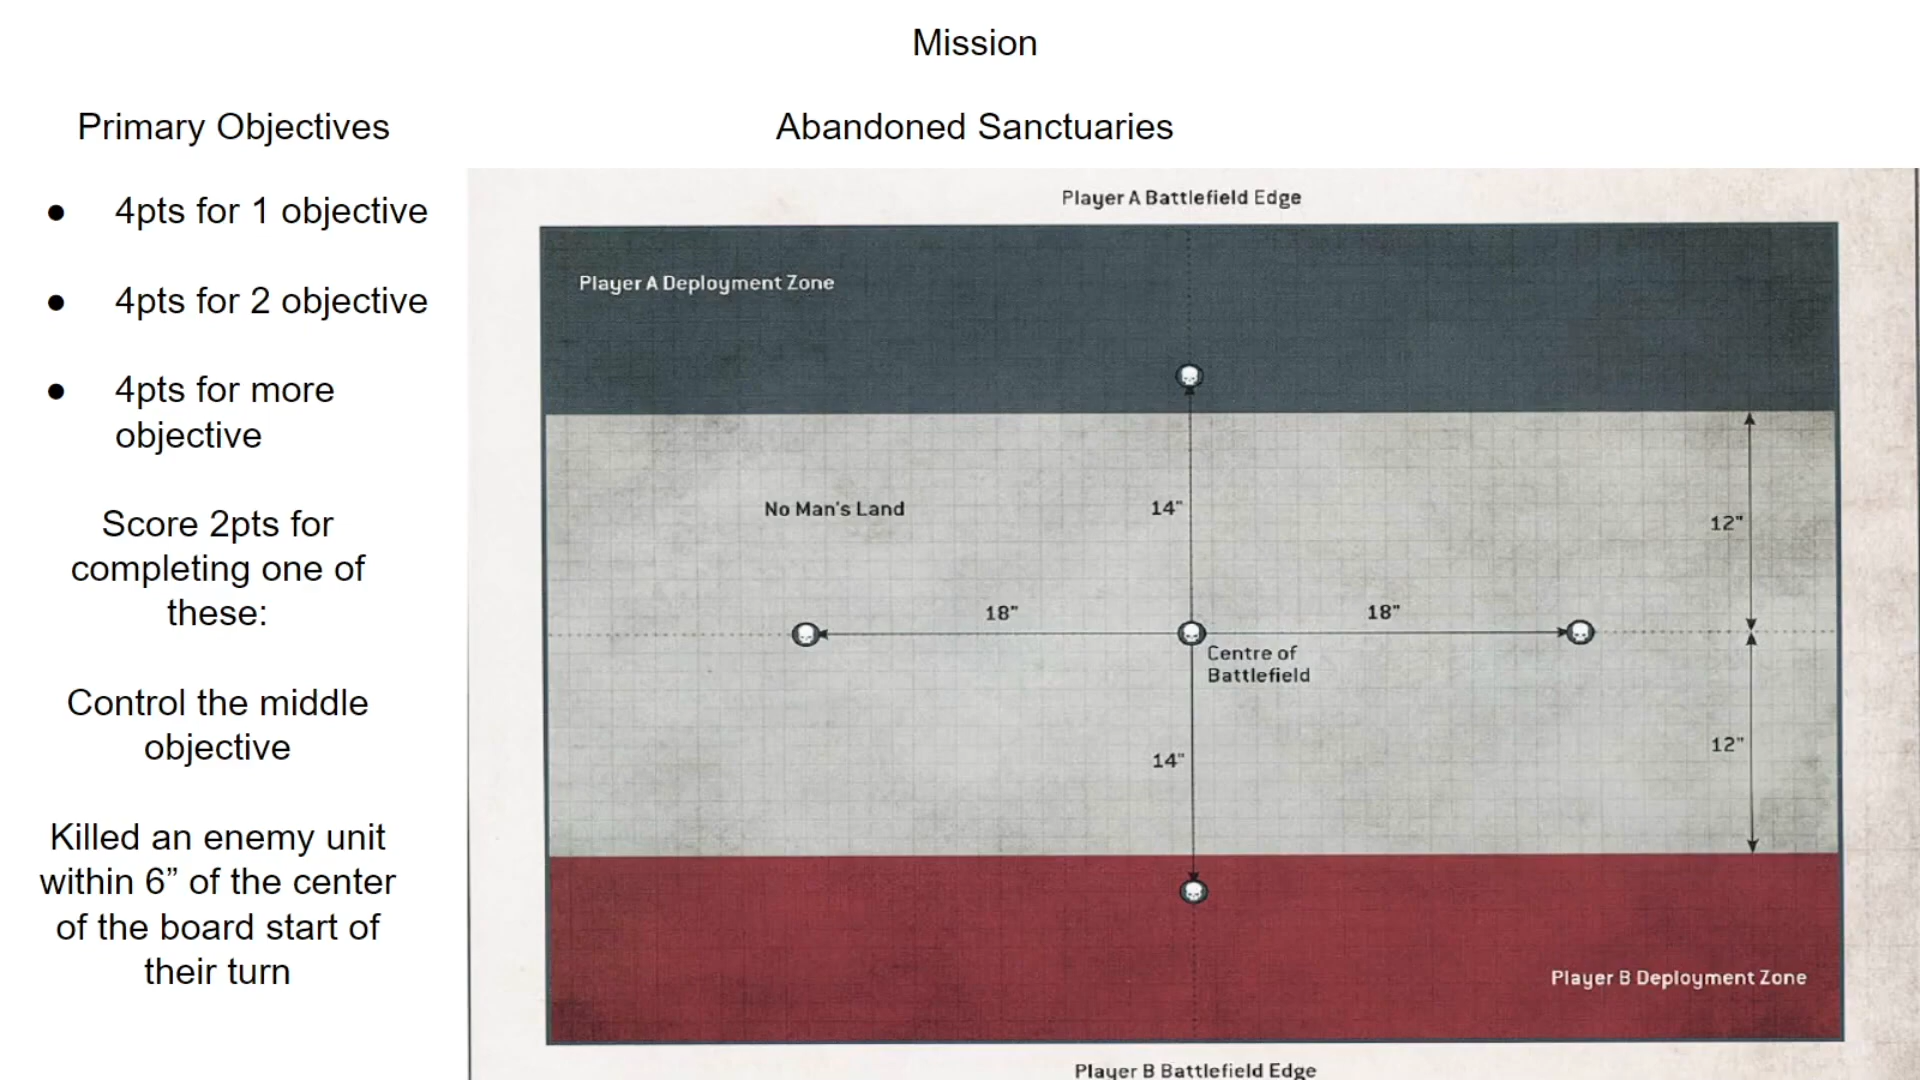 Mission
Primary Objectives
Abandoned Sanctuaries
● 4pts for 1 objective
● 4pts for 2 objective
● 4pts for more
objective
Score 2pts for
completing one of
these:
Control the middle
objective
Killed an enemy unit
within 6” of the center
of the board start of
their turn
Player A Battlefield Edge
Player A Deployment Zone
No Man's Land
14"
12"
18"
18"
Centre of
Battlefield
14"
12"
Player B Deployment Zone
Player B Battlefield Edge